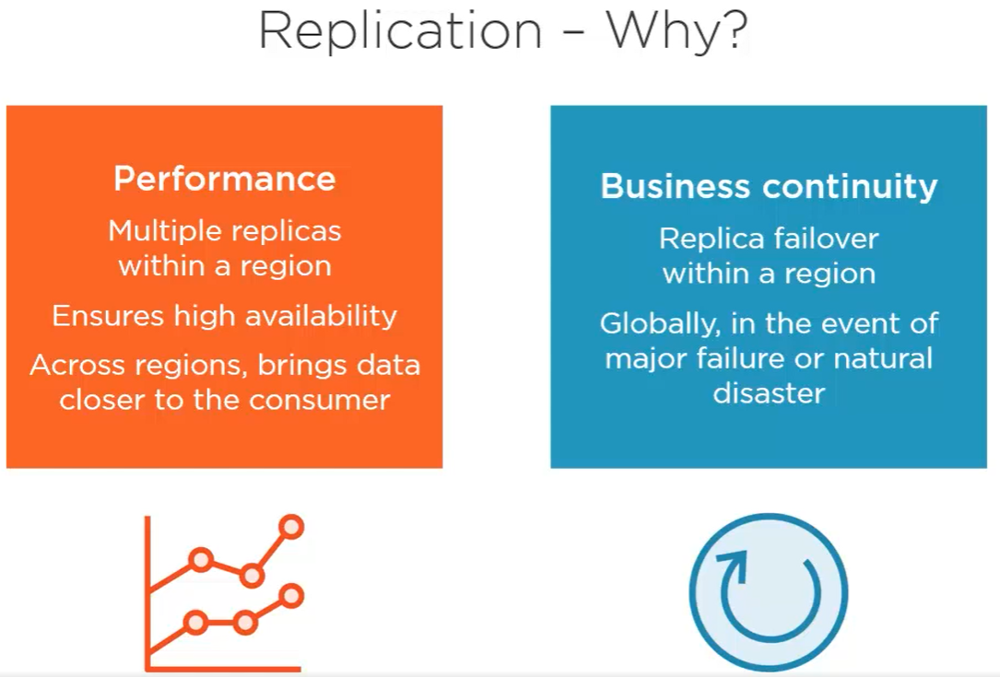 Replication – Why?
Performance
Multiple replicas
within a region
Ensures high availability
Across regions, brings data
closer to the consumer
Business continuity
Replica failover
within a region
Globally, in the event of
major failure or natural
disaster